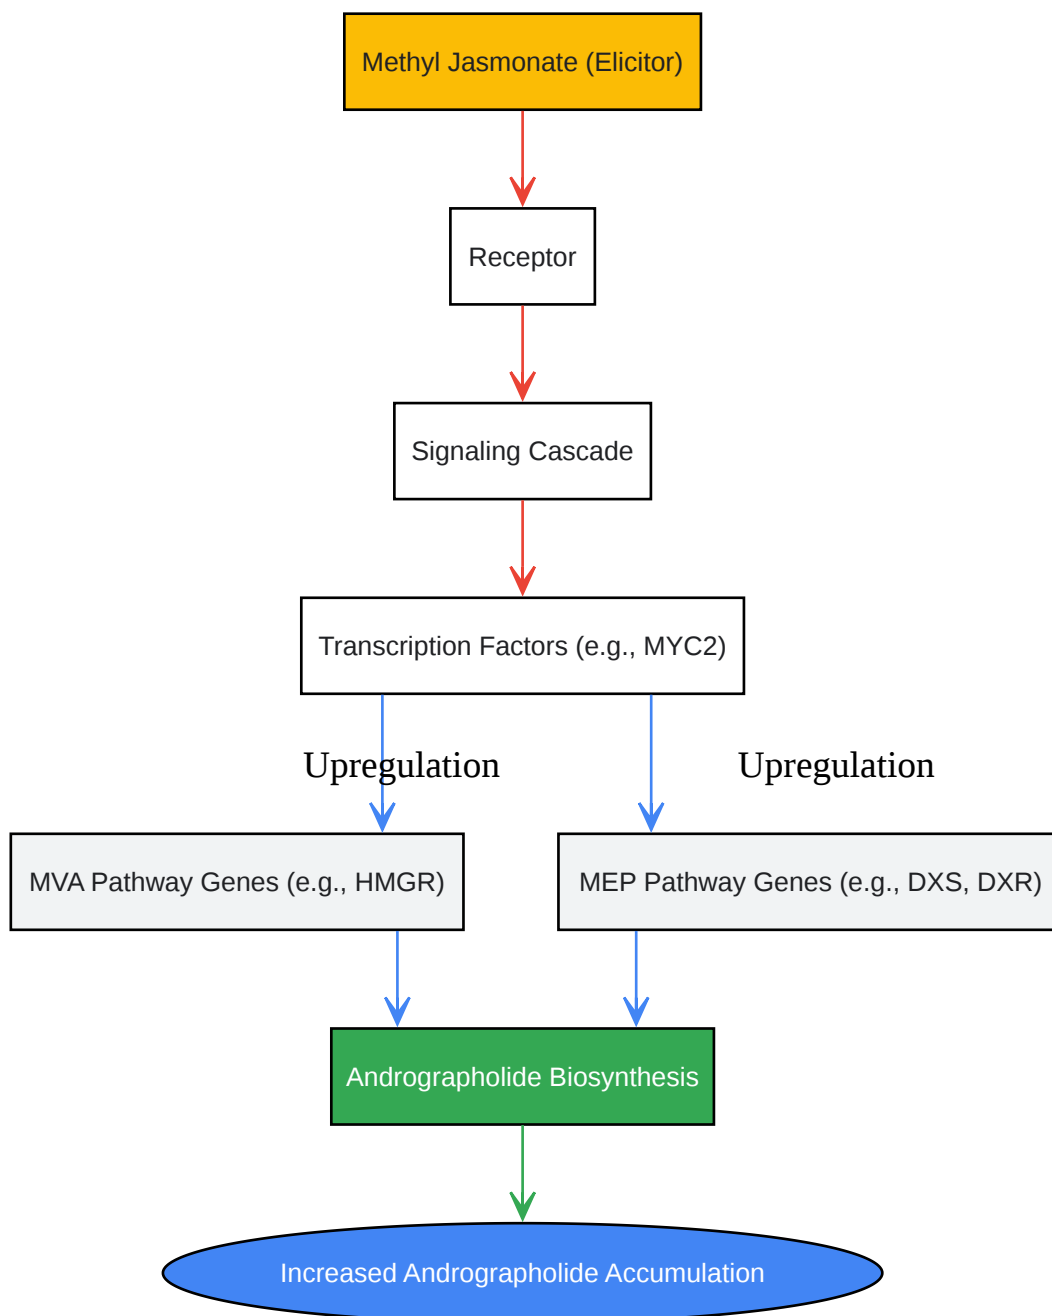 Methyl Jasmonate (Elicitor)
Receptor
Signaling Cascade
Transcription Factors (e.g., MYC2)
Upregulation
Upregulation
MVA Pathway Genes (e.g., HMGR)
MEP Pathway Genes (e.g., DXS, DXR)
Andrographolide Biosynthesis
Increased Andrographolide Accumulation